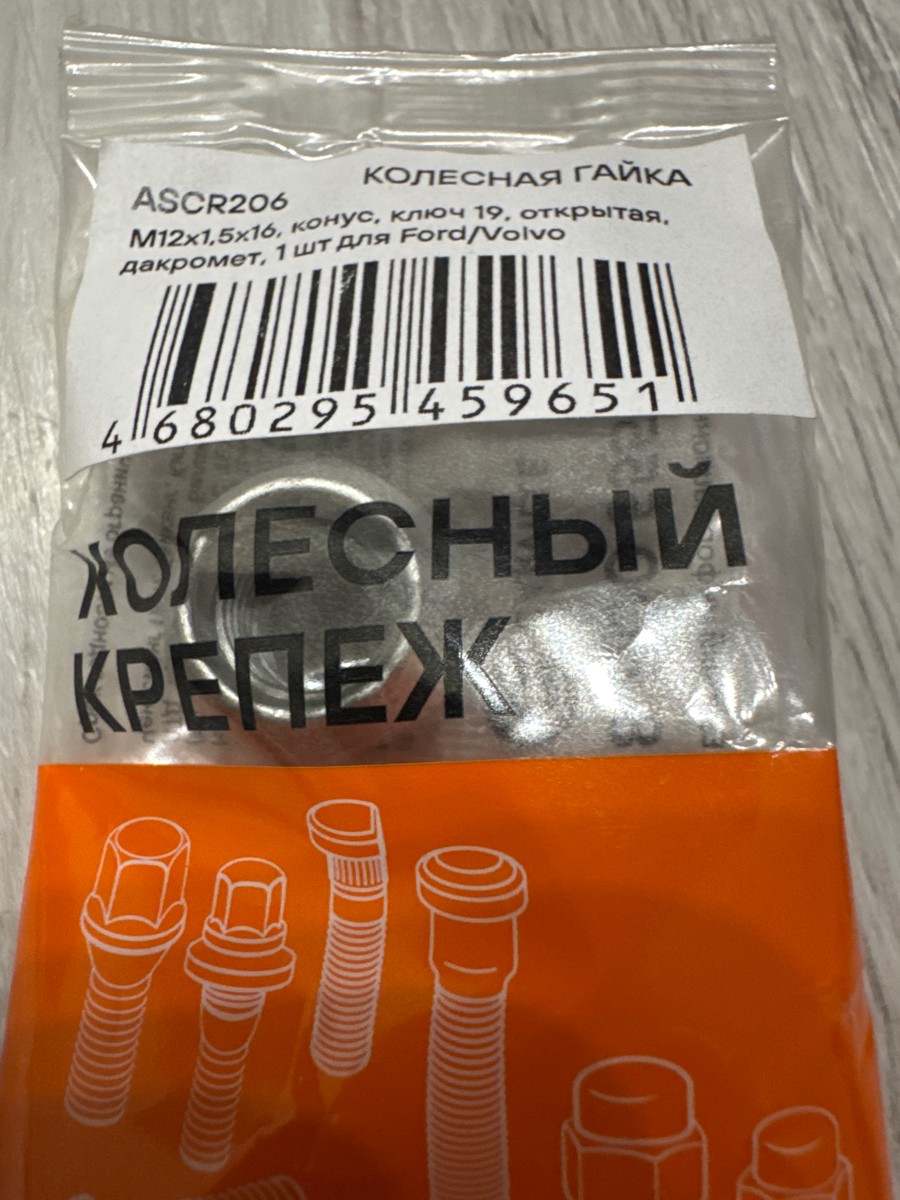 КОЛЕСНАЯ ГАЙКА
ASCR206
M12x1,5x16, конус, ключ 19, открытая,
дакромет, 1 шт для Ford/Volvo
4 680295 459651
КОЛЕСНЫЙ
КРЕПЕЖ